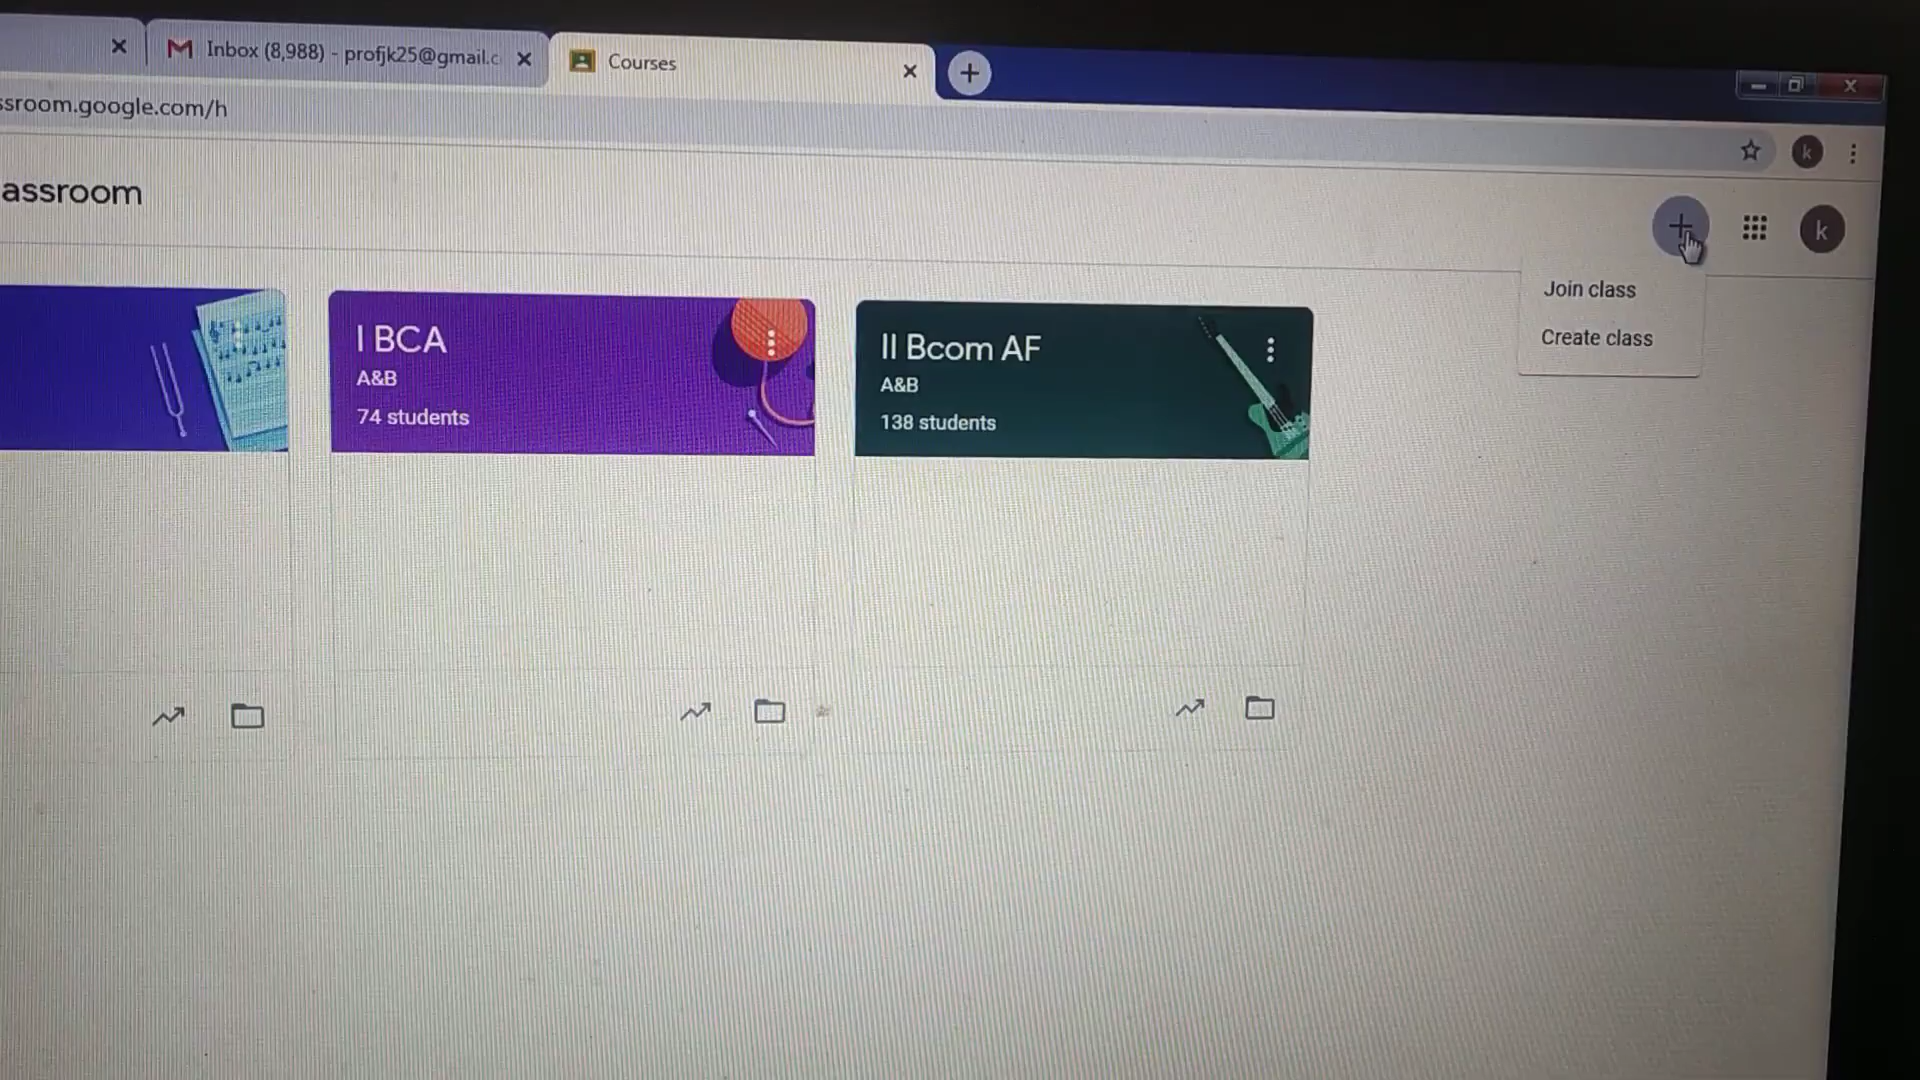 Inbox (8,988) - profjk25@gmail.c
Courses
ssroom.google.com/h
k
assroom
k
Join class
Create class
I BCA
A&B
74 students
II Bcom AF
A&B
138 students